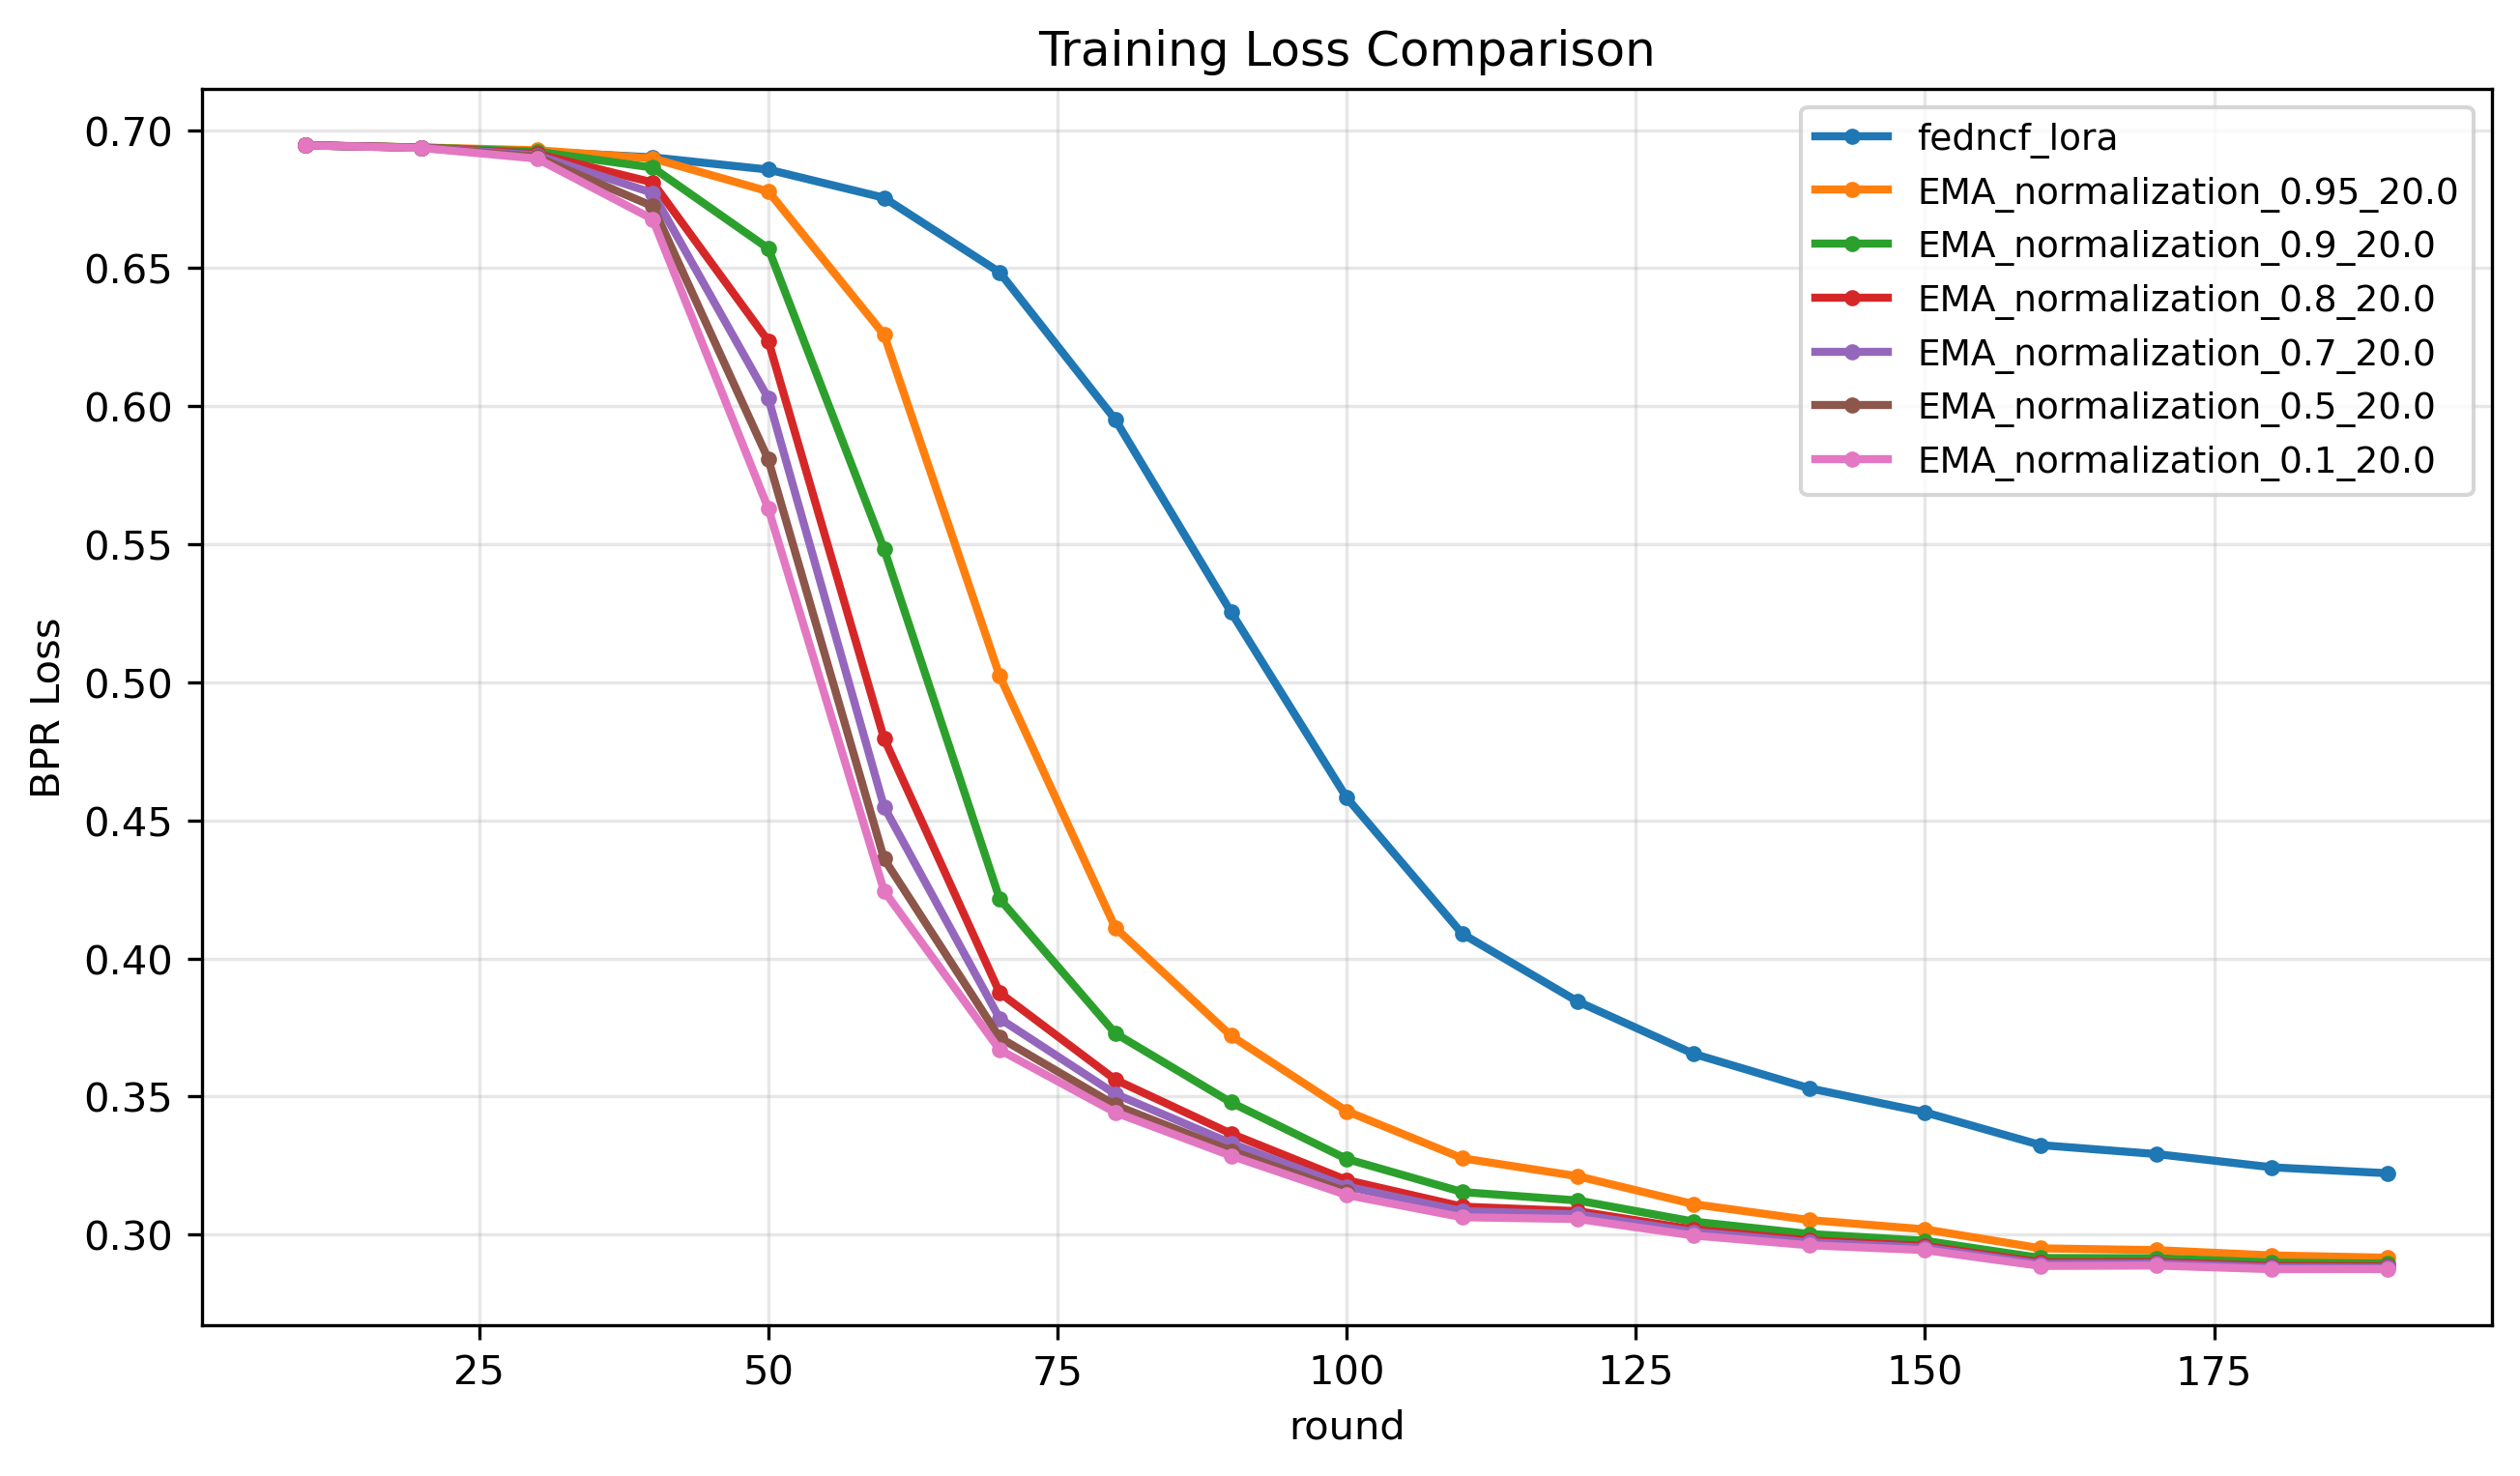 Training Loss Comparison
0.70
0.65
0.60
0.55
0.50
0.45
0.40
0.35
0.30
BPR Loss
fedncf_lora
EMA_normalization_0.95_20.0
EMA_normalization_0.9_20.0
EMA_normalization_0.8_20.0
EMA_normalization_0.7_20.0
EMA_normalization_0.5_20.0
EMA_normalization_0.1_20.0
25 50 75 100 125 150 175
round